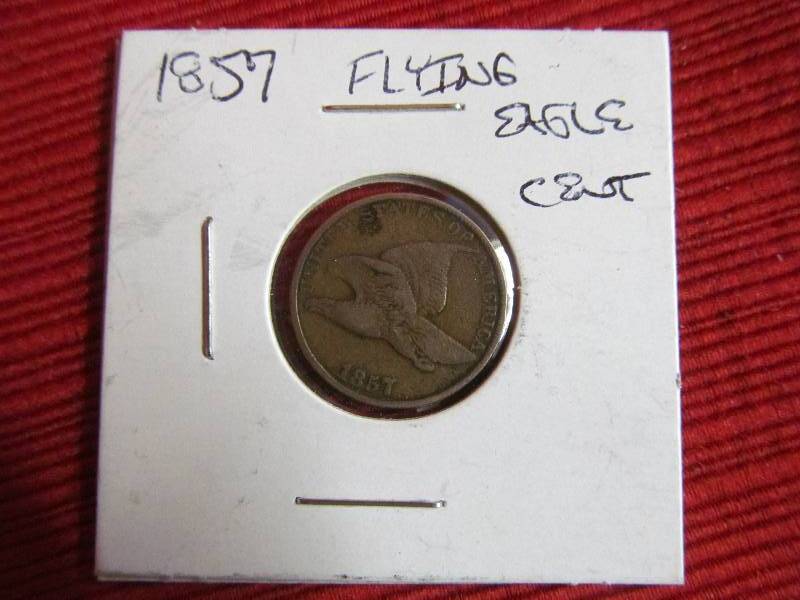 1857 FLYING
EAGLE
CENT
UNITED STATES OF AMERICA
1857